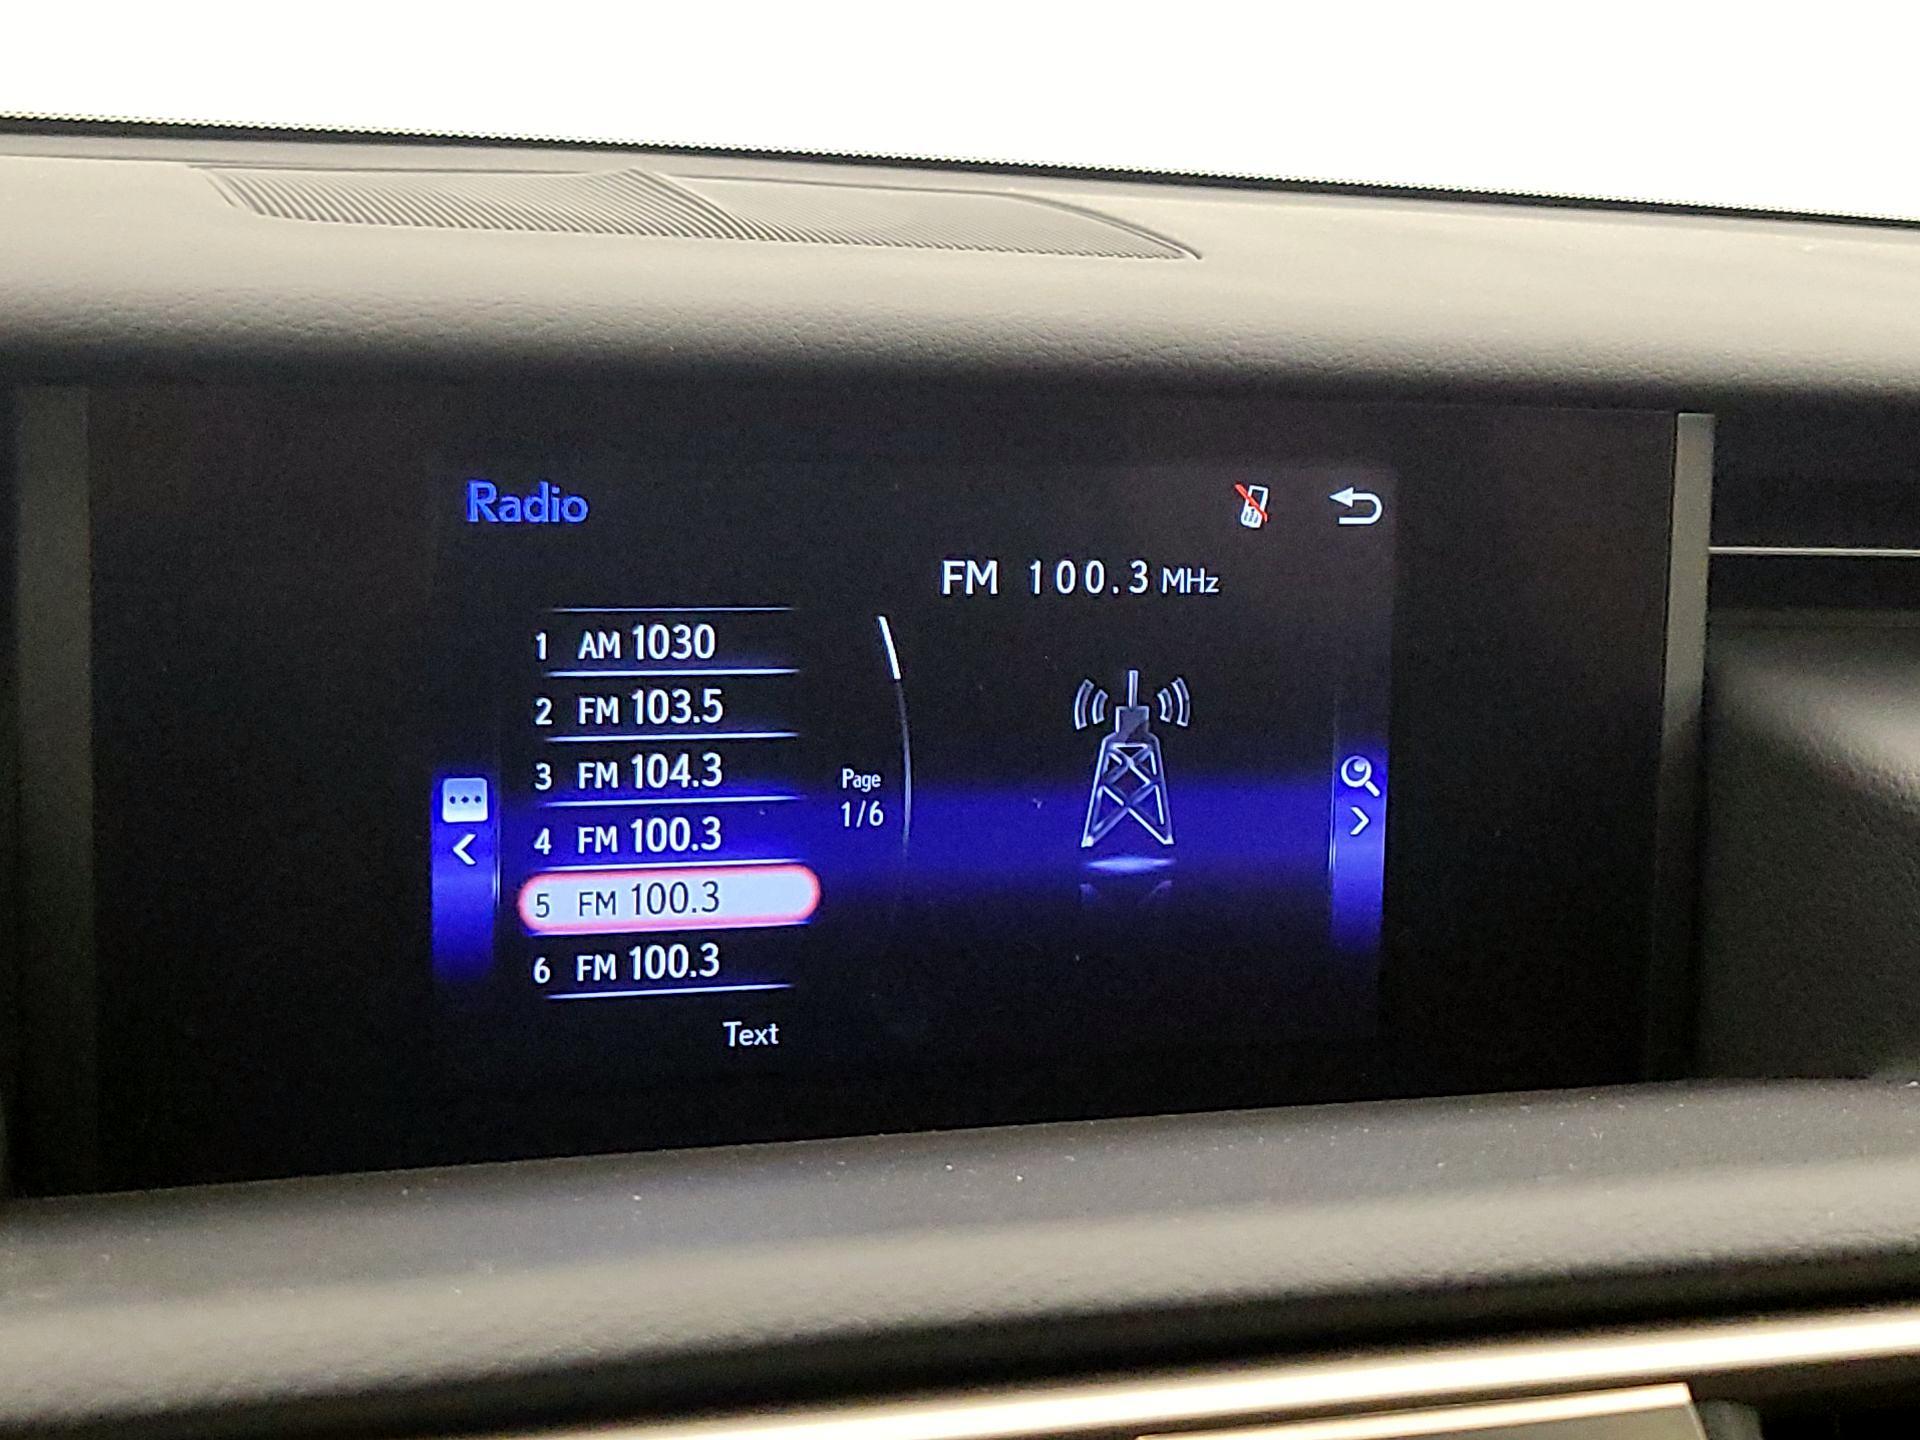 Radio
FM 100.3 MHz
1 AM 1030
2 FM 103.5
3 FM 104.3
4 FM 100.3
5 FM 100.3
6 FM 100.3
Page
1/6
Text